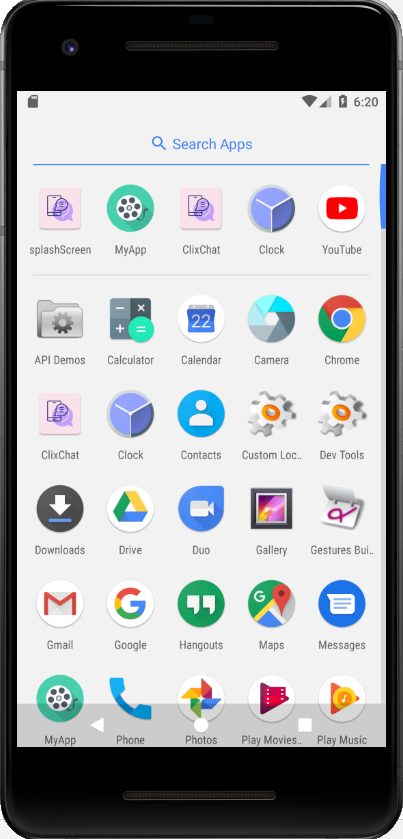 6:20
Search Apps
splashScreen MyApp ClixChat Clock YouTube
API Demos Calculator Calendar Camera Chrome
22
ClixChat Clock Contacts Custom Loc.. Dev Tools
Downloads Drive Duo Gallery Gestures Bui..
G
Gmail Google Hangouts Maps Messages
MyApp Phone Photos Play Movies.. Play Music